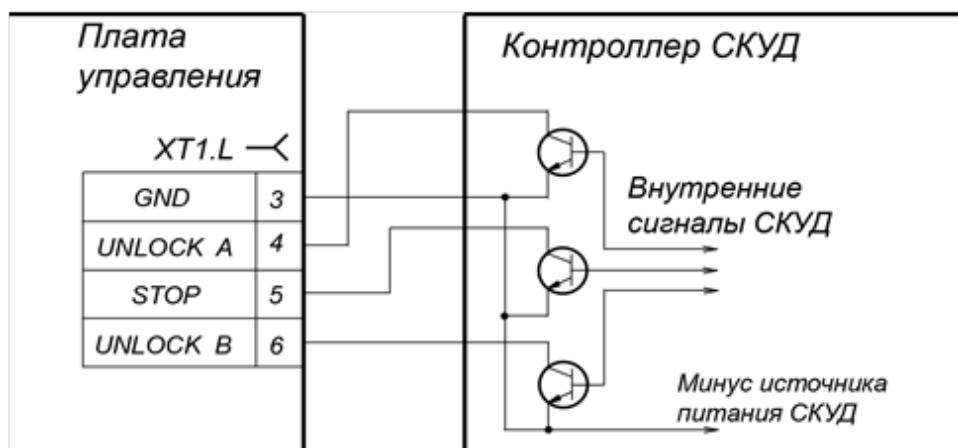 Плата
управления
Контроллер СКУД
XT1.L
GND 3
UNLOCK A 4
STOP 5
UNLOCK B 6
Внутренние
сигналы СКУД
Минус источника
питания СКУД